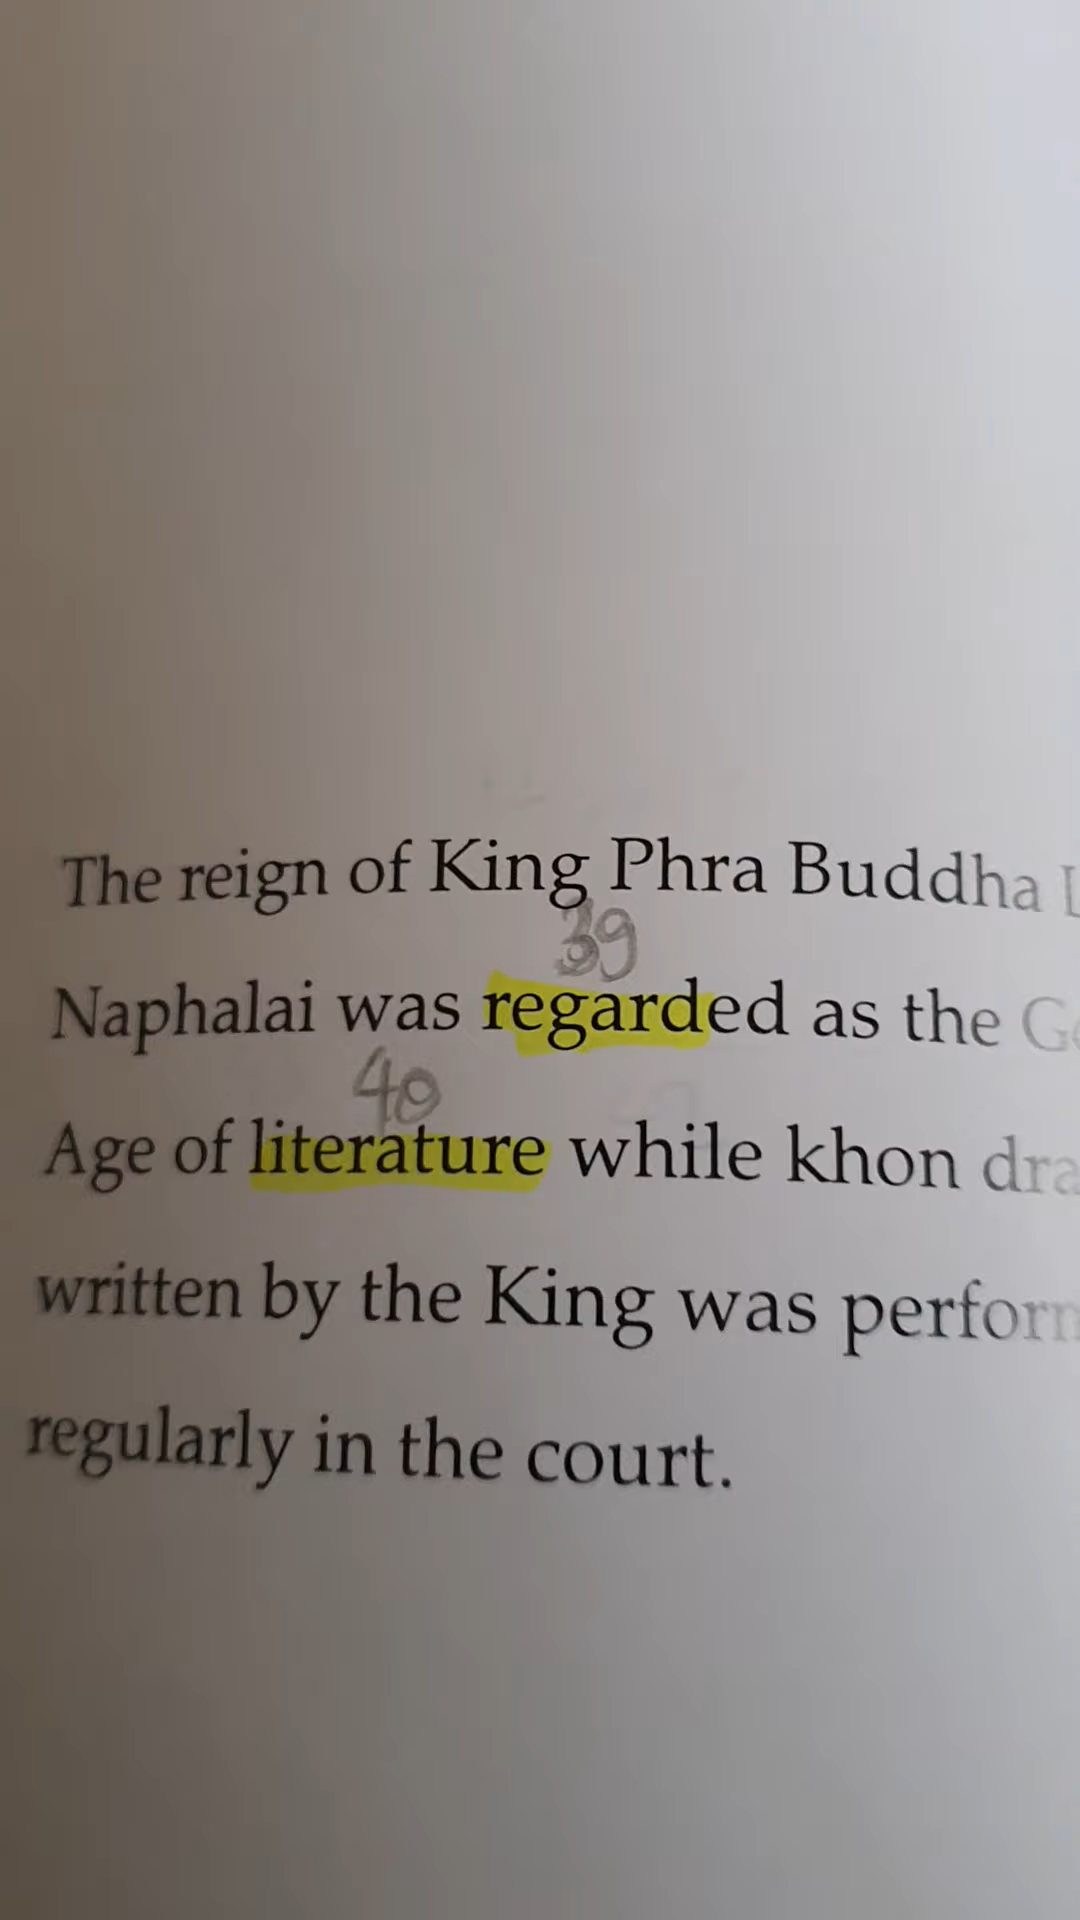 The reign of King Phra Buddha
39
Naphalai was regarded as the
40
Age of literature while khon
written by the King was
regularly in the court.